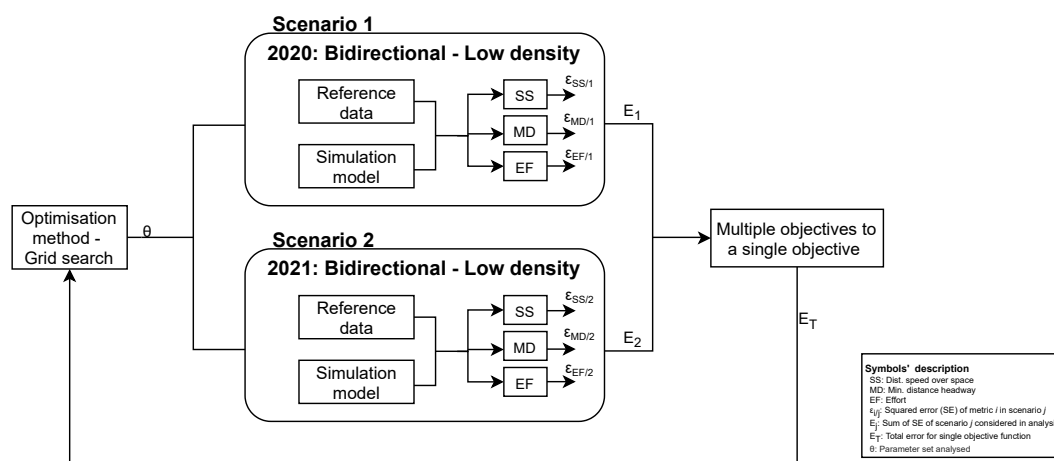 Scenario 1
2020: Bidirectional - Low density
Reference
data
Simulation
model
SS
MD
EF
ε_SS/1
ε_MD/1
ε_EF/1
E_1
Optimisation
method -
Grid search
θ
Scenario 2
2021: Bidirectional - Low density
Reference
data
Simulation
model
SS
MD
EF
ε_SS/2
ε_MD/2
ε_EF/2
E_2
Multiple objectives to
a single objective
E_T
Symbols' description
SS: Dist. speed over space
MD: Min. distance headway
EF: Effort
ε_i/j: Squared error (SE) of metric i in scenario j
E_j: Sum of SE of scenario j considered in analysi
E_T: Total error for single objective function
θ: Parameter set analysed